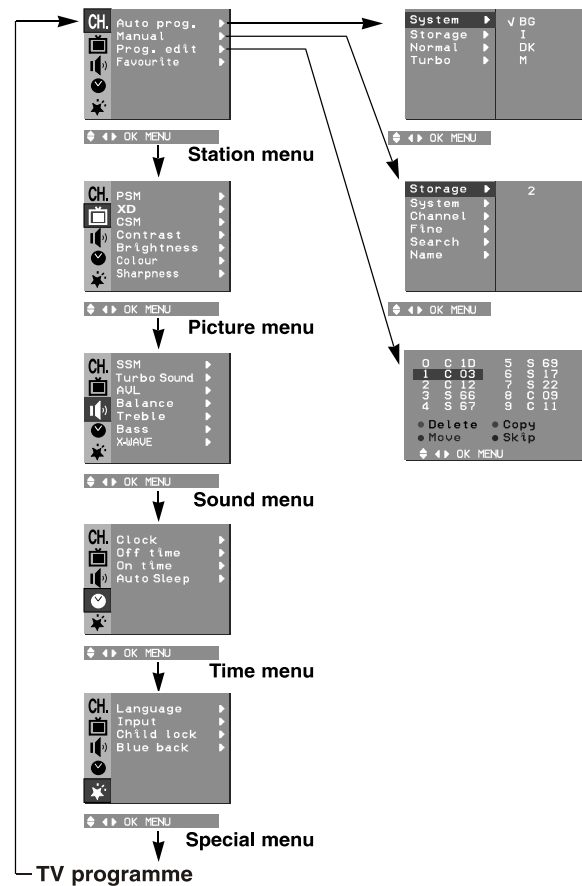 CH.
Auto prog.
Manual
Prog. edit
Favourite
OK MENU
Station menu
System √ BG
Storage I
Normal DK
Turbo M
OK MENU
CH.
PSM
XD
CSM
Contrast
Brightness
Colour
Sharpness
OK MENU
Picture menu
Storage 2
System
Channel
Fine
Search
Name
OK MENU
CH.
SSM
Turbo Sound
AVL
Balance
Treble
Bass
X-WAVE
OK MENU
Sound menu
0 C 1D 5 S 69
1 C 03 6 S 17
2 C 12 7 S 22
3 S 66 8 C 09
4 S 67 9 C 11
Delete Copy
Move Skip
OK MENU
CH.
Clock
Off time
On time
Auto Sleep
OK MENU
Time menu
CH.
Language
Input
Child lock
Blue back
OK MENU
Special menu
TV programme